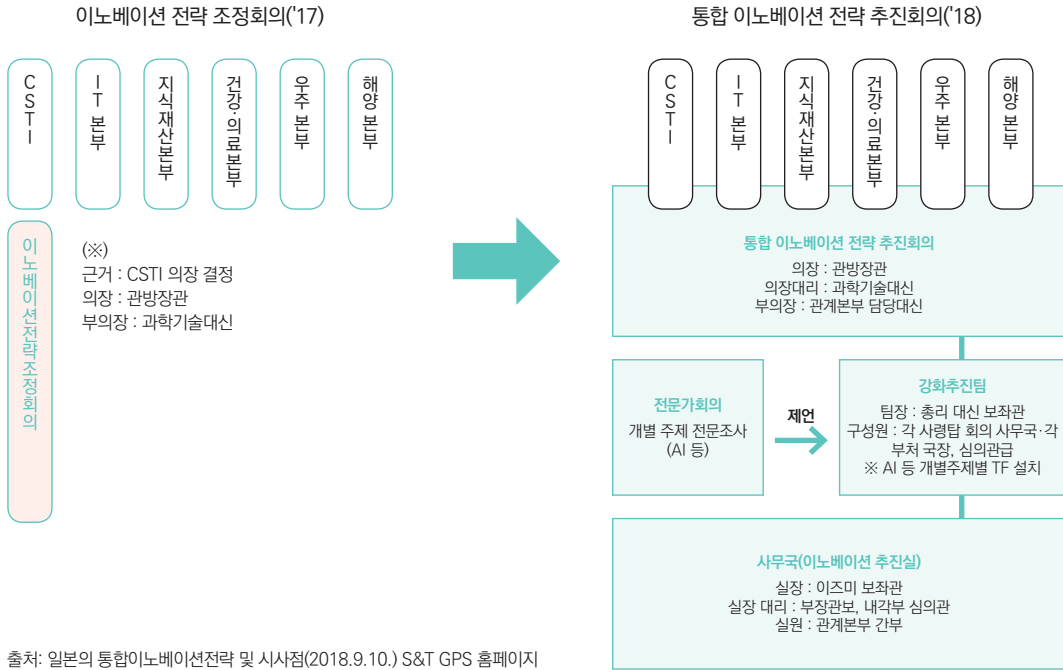 이노베이션 전략 조정회의('17)
CSTI
IT 본부
지식재산본부
건강·의료본부
우주 본부
해양 본부
이노베이션전략조정회의
(※)
근거 : CSTI 의장 결정
의장 : 관방장관
부의장 : 과학기술대신
통합 이노베이션 전략 추진회의('18)
CSTI
IT 본부
지식재산본부
건강·의료본부
우주 본부
해양 본부
통합 이노베이션 전략 추진회의
의장 : 관방장관
의장대리 : 과학기술대신
부의장 : 관계본부 담당대신
전문가회의
개별 주제 전문조사
(AI 등)
제언
강화추진팀
팀장 : 총리 대신 보좌관
구성원 : 각 사령탑 회의 사무국·각
부처 국장, 심의관급
※ AI 등 개별주제별 TF 설치
사무국(이노베이션 추진실)
실장 : 이즈미 보좌관
실장 대리 : 부장관보, 내각부 심의관
실원 : 관계본부 간부
출처: 일본의 통합이노베이션전략 및 시사점(2018.9.10.) S&T GPS 홈페이지